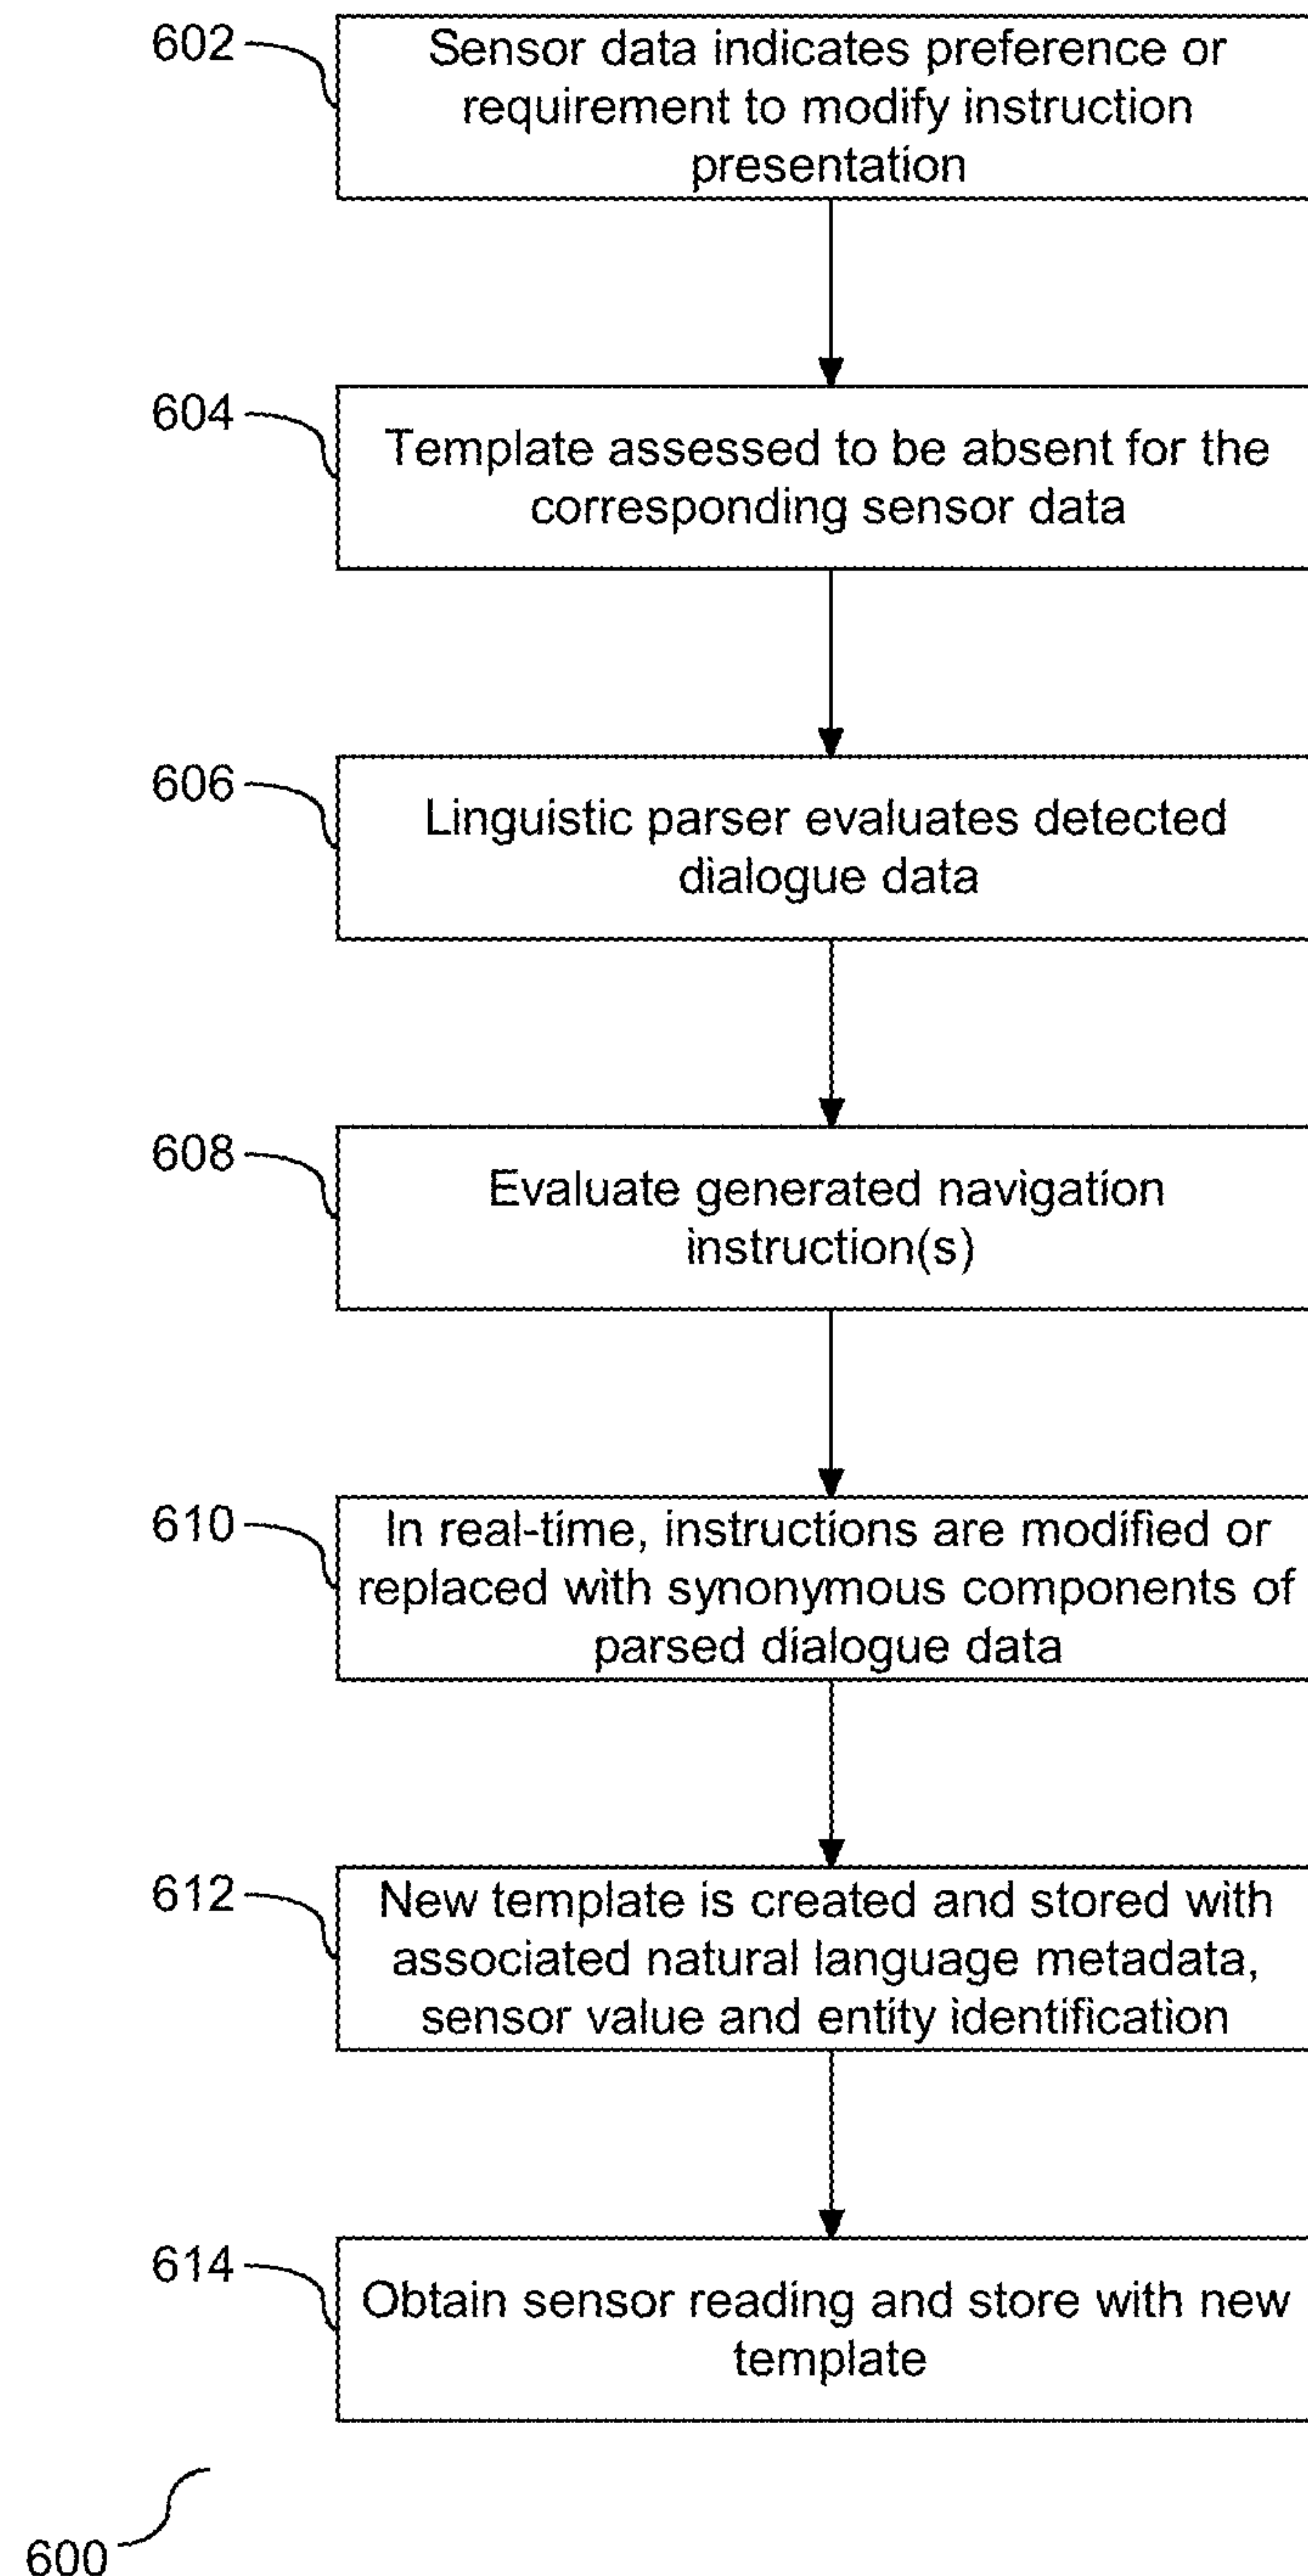 602
Sensor data indicates preference or
requirement to modify instruction
presentation
604
Template assessed to be absent for the
corresponding sensor data
606
Linguistic parser evaluates detected
dialogue data
608
Evaluate generated navigation
instruction(s)
610
In real-time, instructions are modified or
replaced with synonymous components of
parsed dialogue data
612
New template is created and stored with
associated natural language metadata,
sensor value and entity identification
614
Obtain sensor reading and store with new
template
600